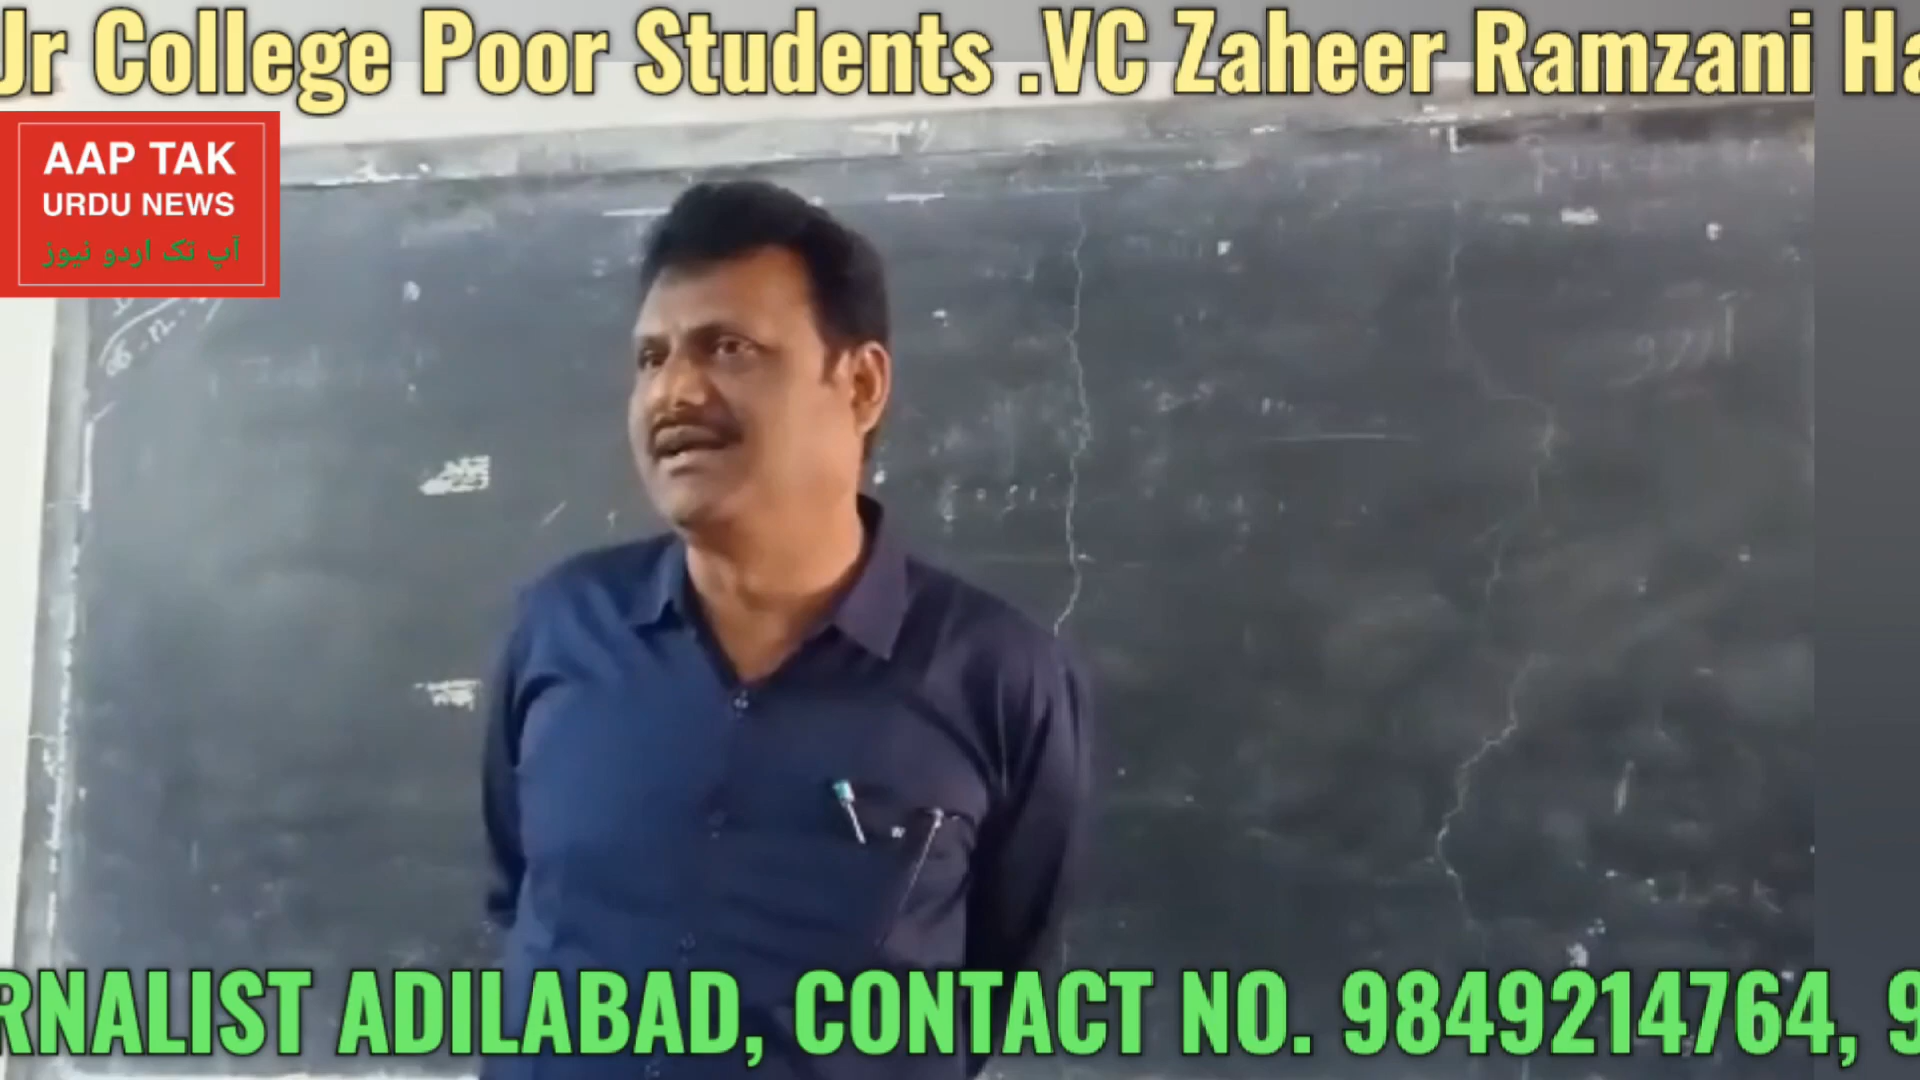 Jr College Poor Students .VC Zaheer Ramzani Ha
AAP TAK
URDU NEWS
آپ تک اردو نیوز
اردو
RNALIST ADILABAD, CONTACT NO. 9849214764, 9